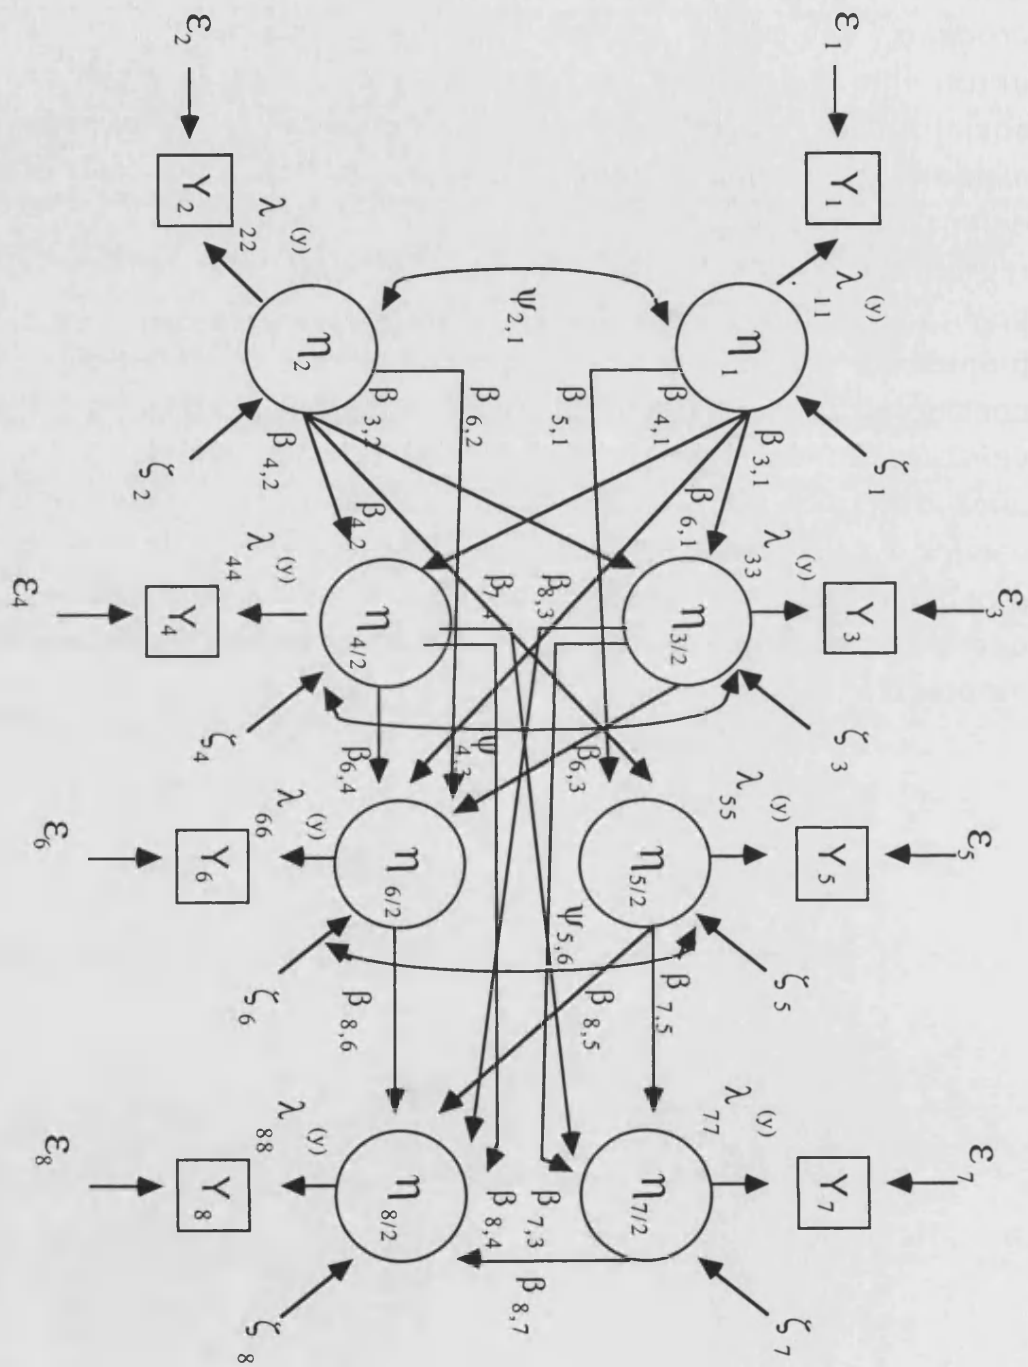 ε₃ ε₅ ε₇
ε₁ Y₁ Y₃ Y₅ Y₇
λ₁₁⁽ʸ⁾ ζ₁ λ₃₃⁽ʸ⁾ ζ₃ λ₅₅⁽ʸ⁾ ζ₅ λ₇₇⁽ʸ⁾ ζ₇
η₁ β₃,₁ η₃/₂ η₅/₂ β₇,₅ η₇/₂
β₄,₁ β₆,₁
β₅,₁ β₆,₃ β₈,₅
ψ₂,₁ β₈,₃ ψ₅,₆ β₇,₃ β₈,₇
β₆,₂ β₇,₄ ψ₄,₃ β₈,₄
β₃,₂ β₄,₂
η₂ β₄,₂ η₄/₂ β₆,₄ η₆/₂ β₈,₆ η₈/₂
λ₂₂⁽ʸ⁾ ζ₂ λ₄₄⁽ʸ⁾ ζ₄ λ₆₆⁽ʸ⁾ ζ₆ λ₈₈⁽ʸ⁾ ζ₈
ε₂ Y₂ Y₄ Y₆ Y₈
ε₄ ε₆ ε₈